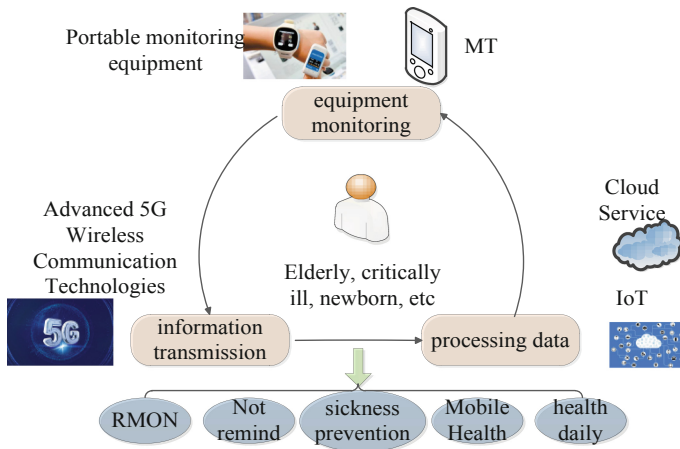 Portable monitoring
equipment
MT
equipment
monitoring
Advanced 5G
Wireless
Communication
Technologies
5G
Cloud
Service
Elderly, critically
ill, newborn, etc
IoT
information
transmission
processing data
RMON
Not
remind
sickness
prevention
Mobile
Health
health
daily